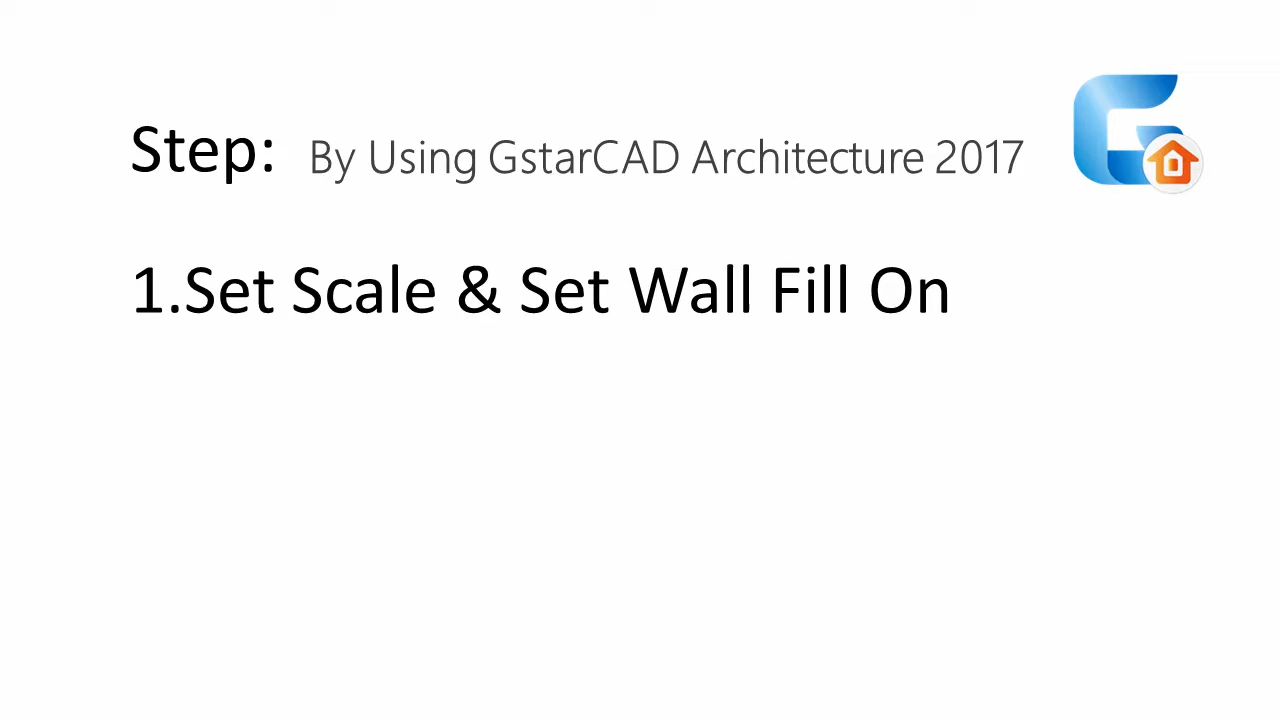 Step: By Using GstarCAD Architecture 2017
1.Set Scale & Set Wall Fill On